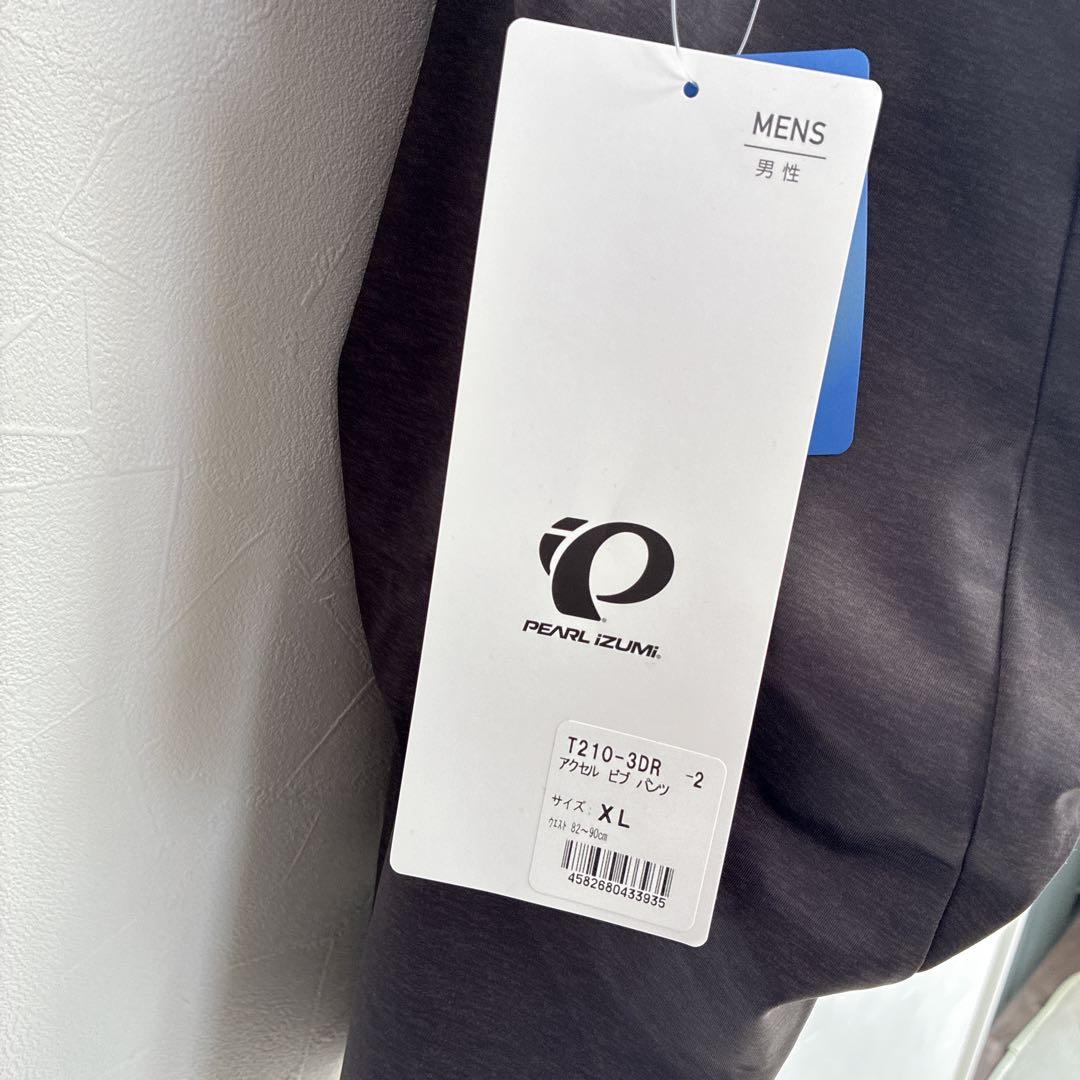 MENS
男性
PEARL iZUMi
T210-3DR -2
アクセル ビブ パンツ
サイズ: XL
ウエスト 82~90cm
4582680433935